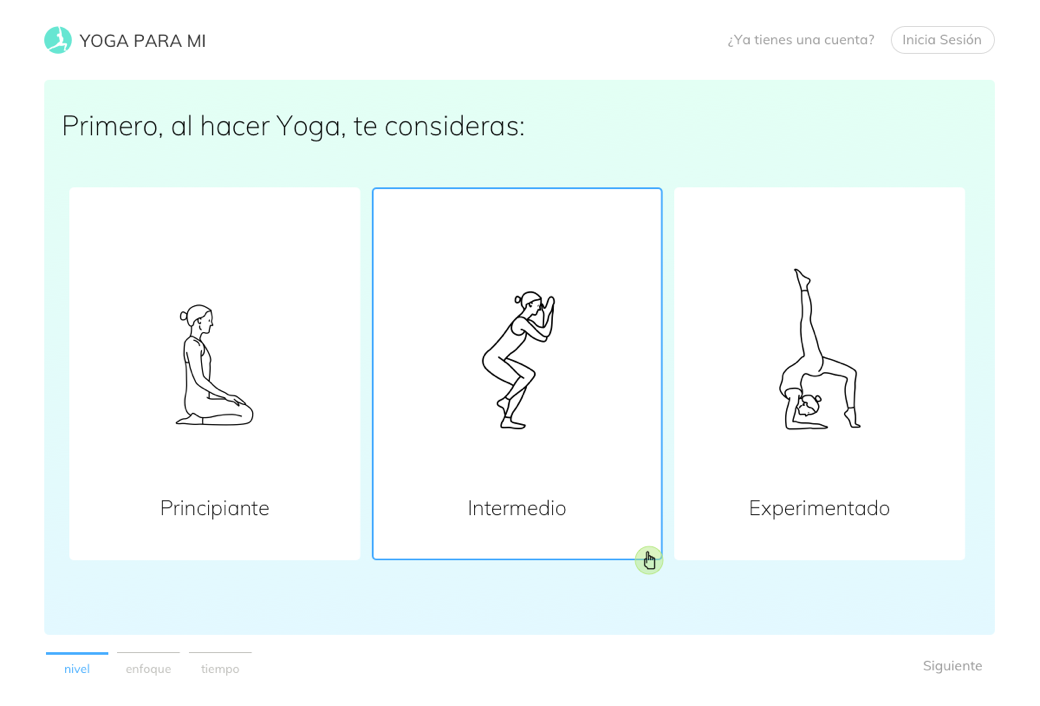 YOGA PARA MI
¿Ya tienes una cuenta?
Inicia Sesión
Primero, al hacer Yoga, te consideras:
Principiante
Intermedio
Experimentado
nivel
enfoque
tiempo
Siguiente